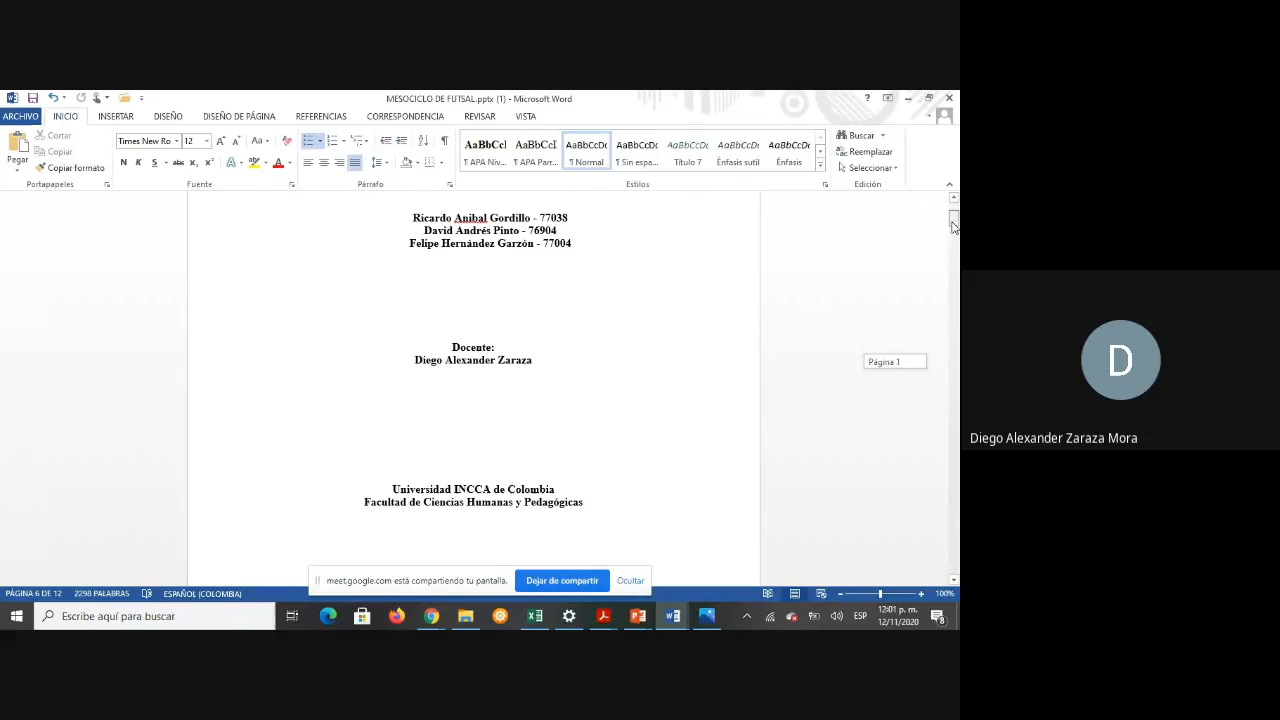 MESOCICLO DE FUTSAL.pptx (1) - Microsoft Word
ARCHIVO INICIO INSERTAR DISEÑO DISEÑO DE PÁGINA REFERENCIAS CORRESPONDENCIA REVISAR VISTA
Pegar
Cortar
Copiar
Copiar formato
Portapapeles
Times New Ro 12
Fuente
Párrafo
AaBbCcI AaBbCcI AaBbCcDc AaBbCcDc AaBbCcDc AaBbCcDc AaBbCcDc
¶ APA Niv... ¶ APA Parr... ¶ Normal ¶ Sin espa... Título 7 Énfasis sutil Énfasis
Estilos
Buscar
Reemplazar
Seleccionar
Edición
Ricardo Anibal Gordillo - 77038
David Andrés Pinto - 76904
Felipe Hernández Garzón - 77004
Docente:
Diego Alexander Zaraza
Página 1
Universidad INCCA de Colombia
Facultad de Ciencias Humanas y Pedagógicas
meet.google.com está compartiendo tu pantalla. Dejar de compartir Ocultar
PÁGINA 6 DE 12 2298 PALABRAS ESPAÑOL (COLOMBIA) 100%
Escribe aquí para buscar
ESP
12:01 p. m.
12/11/2020
8
D
Diego Alexander Zaraza Mora